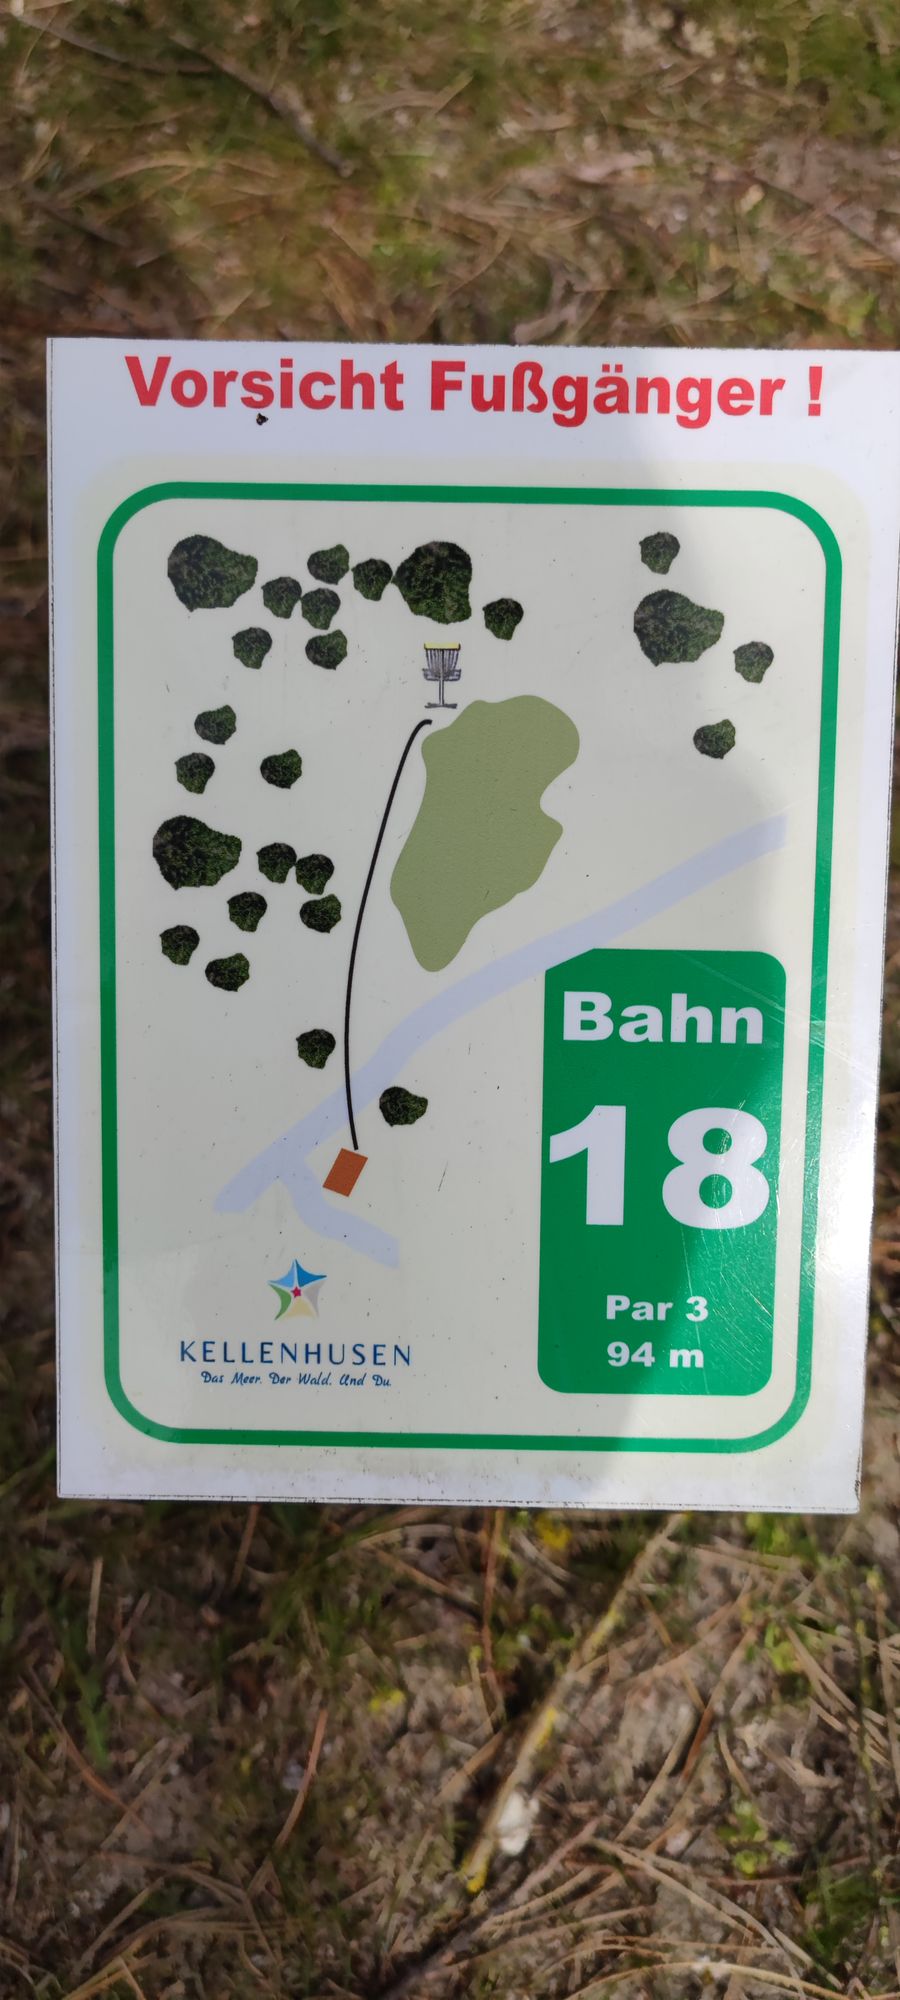 Vorsicht Fußgänger !
Bahn
18
Par 3
94 m
KELLENHUSEN
Das Meer. Der Wald. Und Du.